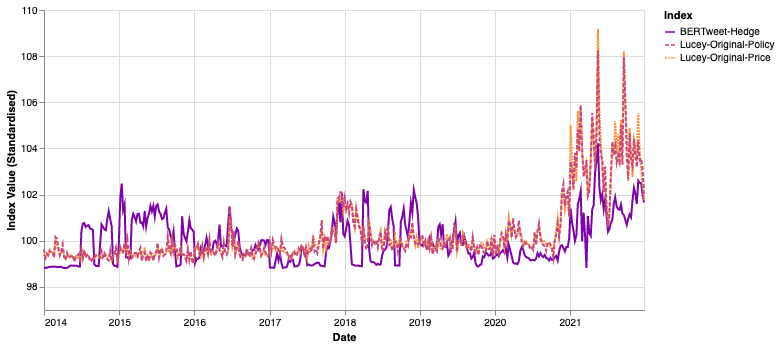 110
108
106
104
102
100
98
Index Value (Standardised)
2014 2015 2016 2017 2018 2019 2020 2021
Date
Index
BERTweet-Hedge
Lucey-Original-Policy
Lucey-Original-Price